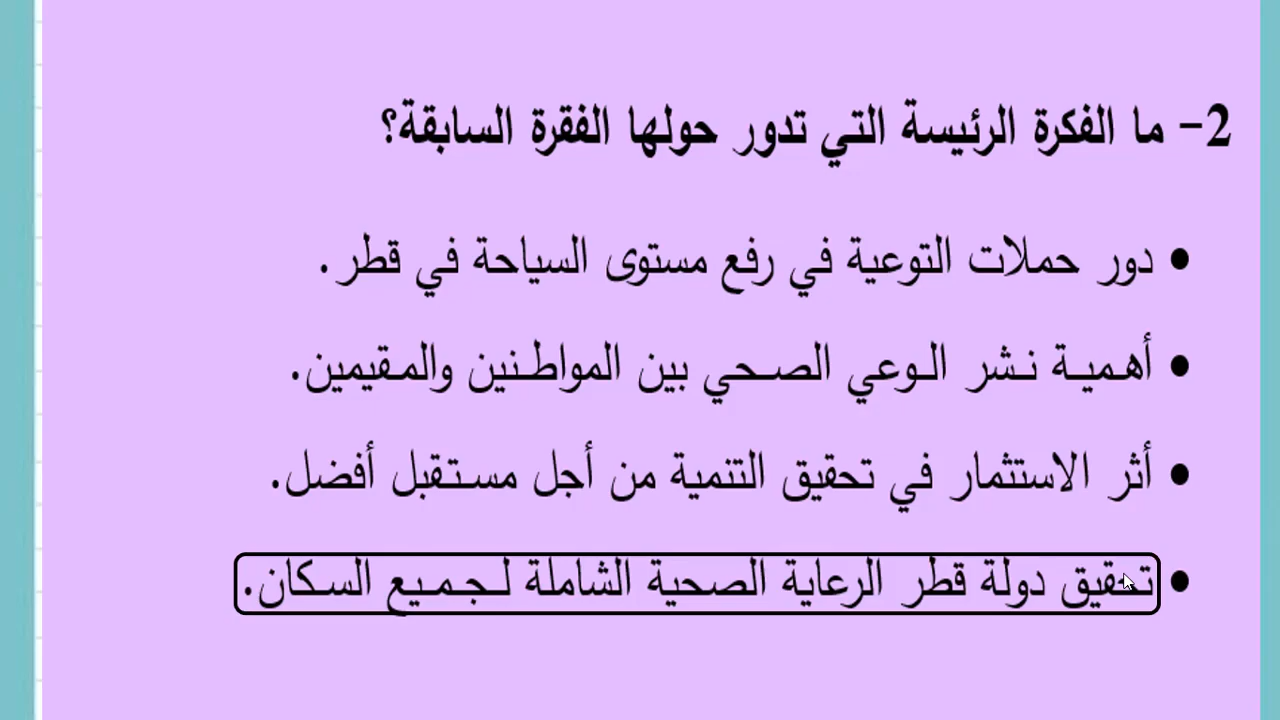 2- ما الفكرة الرئيسة التي تدور حولها الفقرة السابقة؟
• دور حملات التوعية في رفع مستوى السياحة في قطر.
• أهمية نشر الوعي الصحي بين المواطنين والمقيمين.
• أثر الاستثمار في تحقيق التنمية من أجل مستقبل أفضل.
• تحقيق دولة قطر الرعاية الصحية الشاملة لجميع السكان.